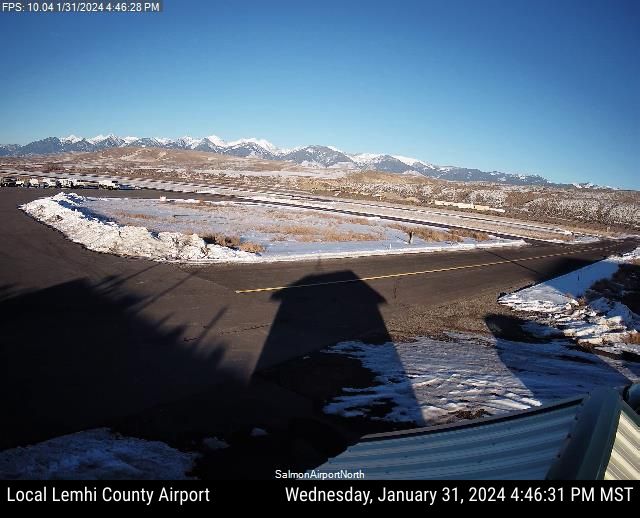 FPS: 10.04 1/31/2024 4:46:28 PM
SalmonAirportNorth
Local Lemhi County Airport Wednesday, January 31, 2024 4:46:31 PM MST